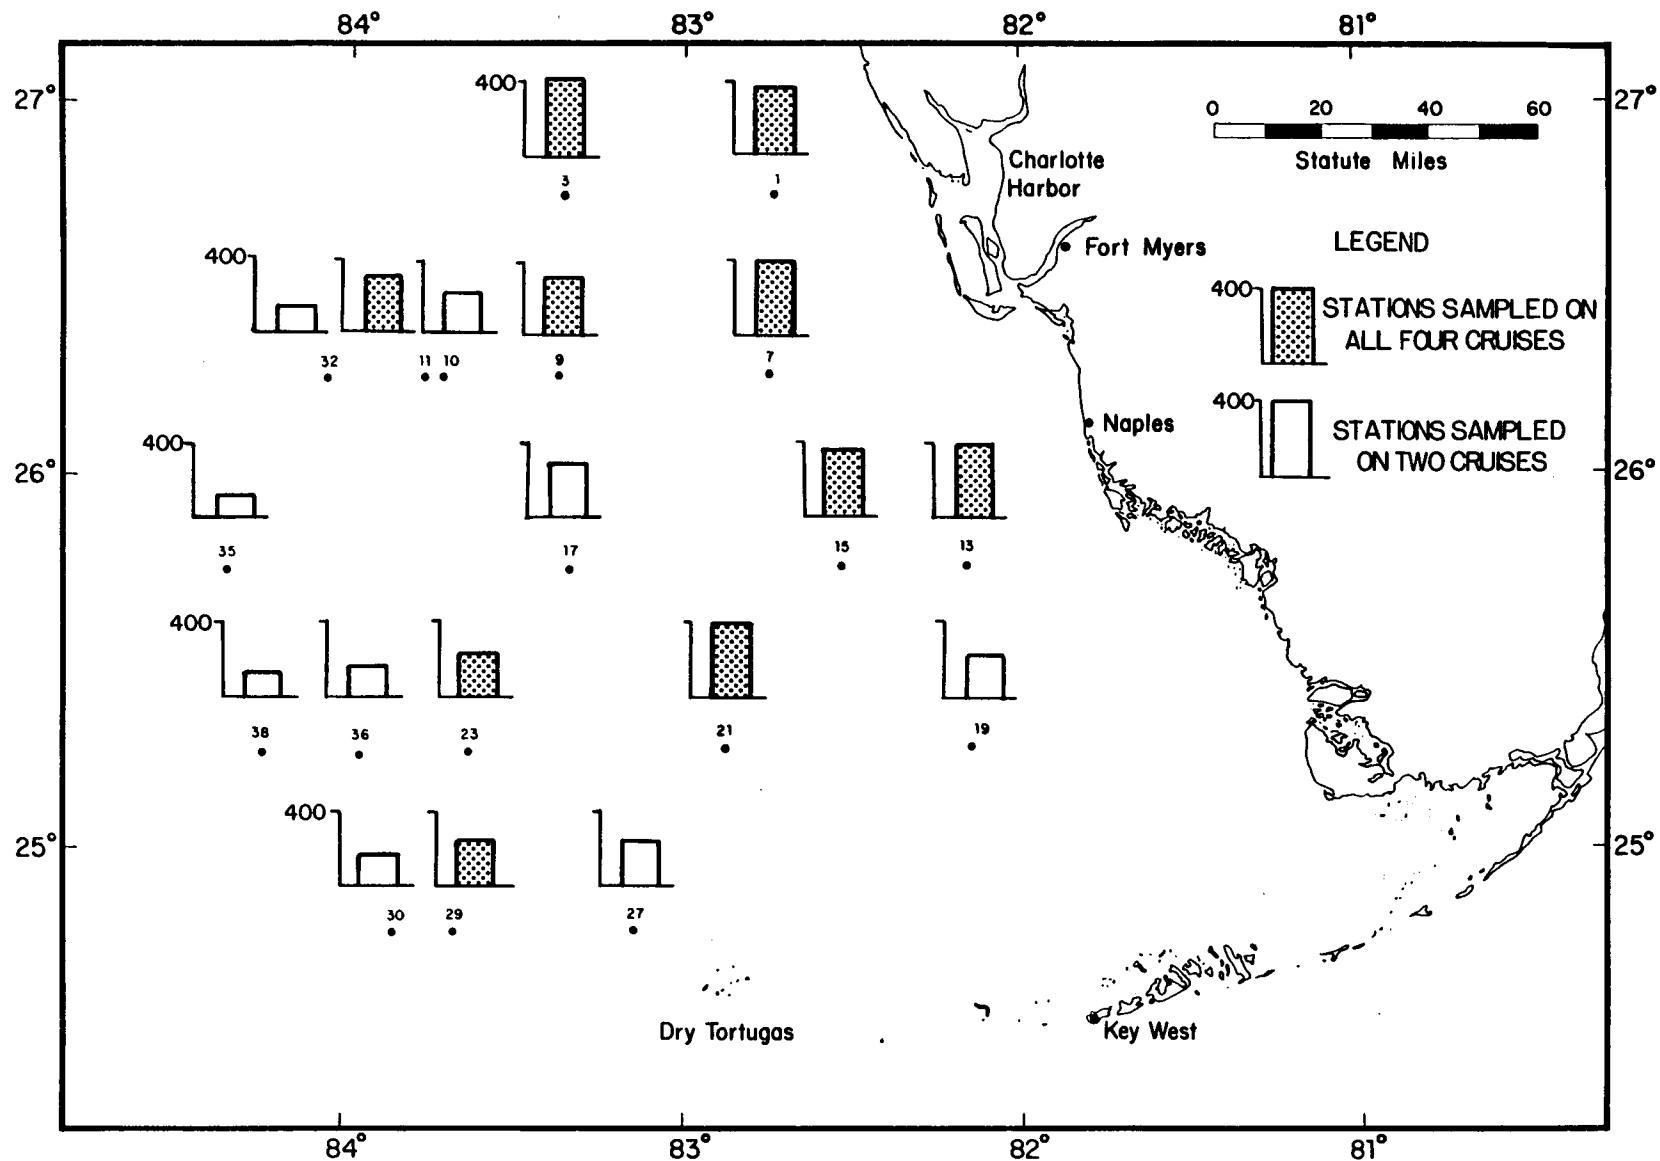 84° 83° 82° 81°
27° 27°
400
3 1
0 20 40 60
Statute Miles
Charlotte
Harbor
Fort Myers
LEGEND
400
32 11 10 9 7
400 STATIONS SAMPLED ON
ALL FOUR CRUISES
400 STATIONS SAMPLED
ON TWO CRUISES
Naples
400
26° 26°
35 17 15 13
400
38 36 23 21 19
400
25° 25°
30 29 27
Dry Tortugas
Key West
84° 83° 82° 81°